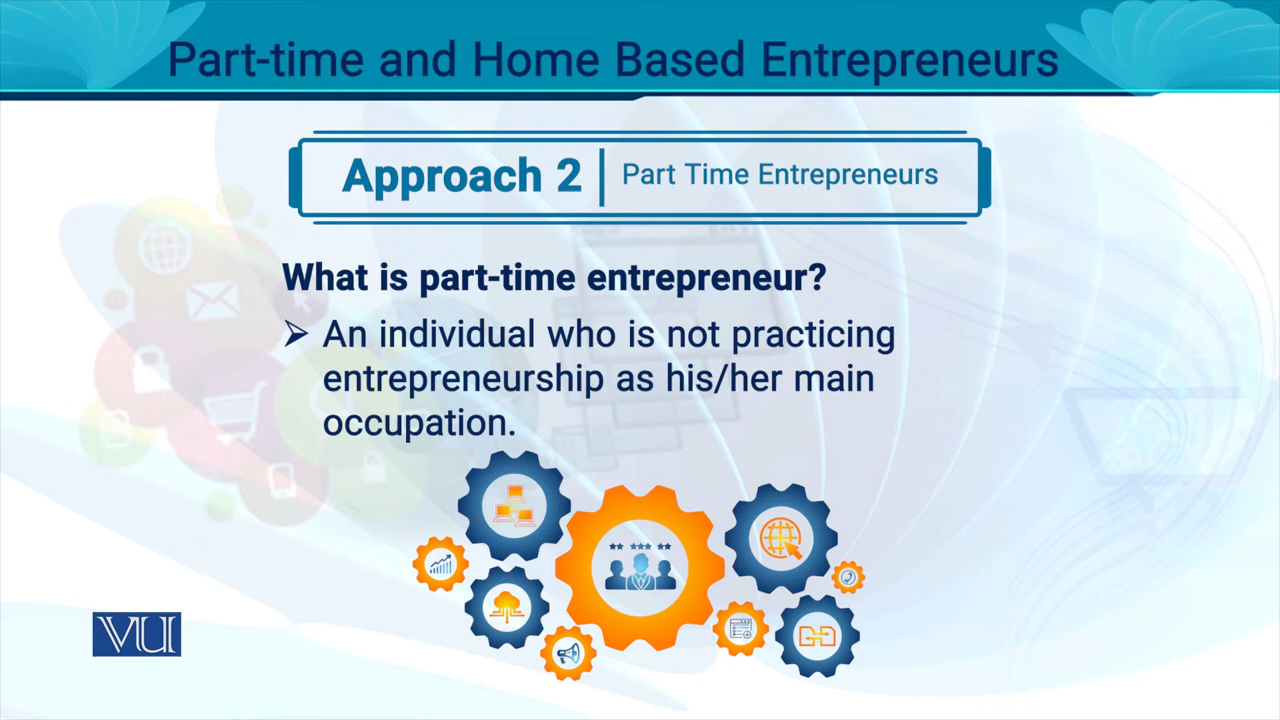 Part-time and Home Based Entrepreneurs
Approach 2 | Part Time Entrepreneurs
What is part-time entrepreneur?
➢ An individual who is not practicing
entrepreneurship as his/her main
occupation.
VU